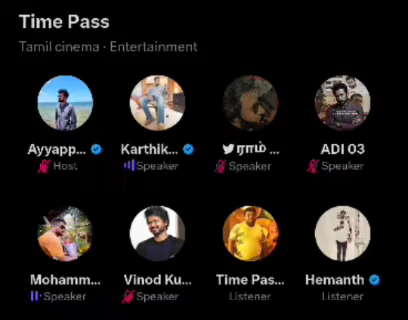 Time Pass
Tamil cinema · Entertainment
Ayyapp... Karthik... ராம் ... ADI 03
Host Speaker Speaker Speaker
Mohamm... Vinod Ku... Time Pas... Hemanth
Speaker Speaker Listener Listener